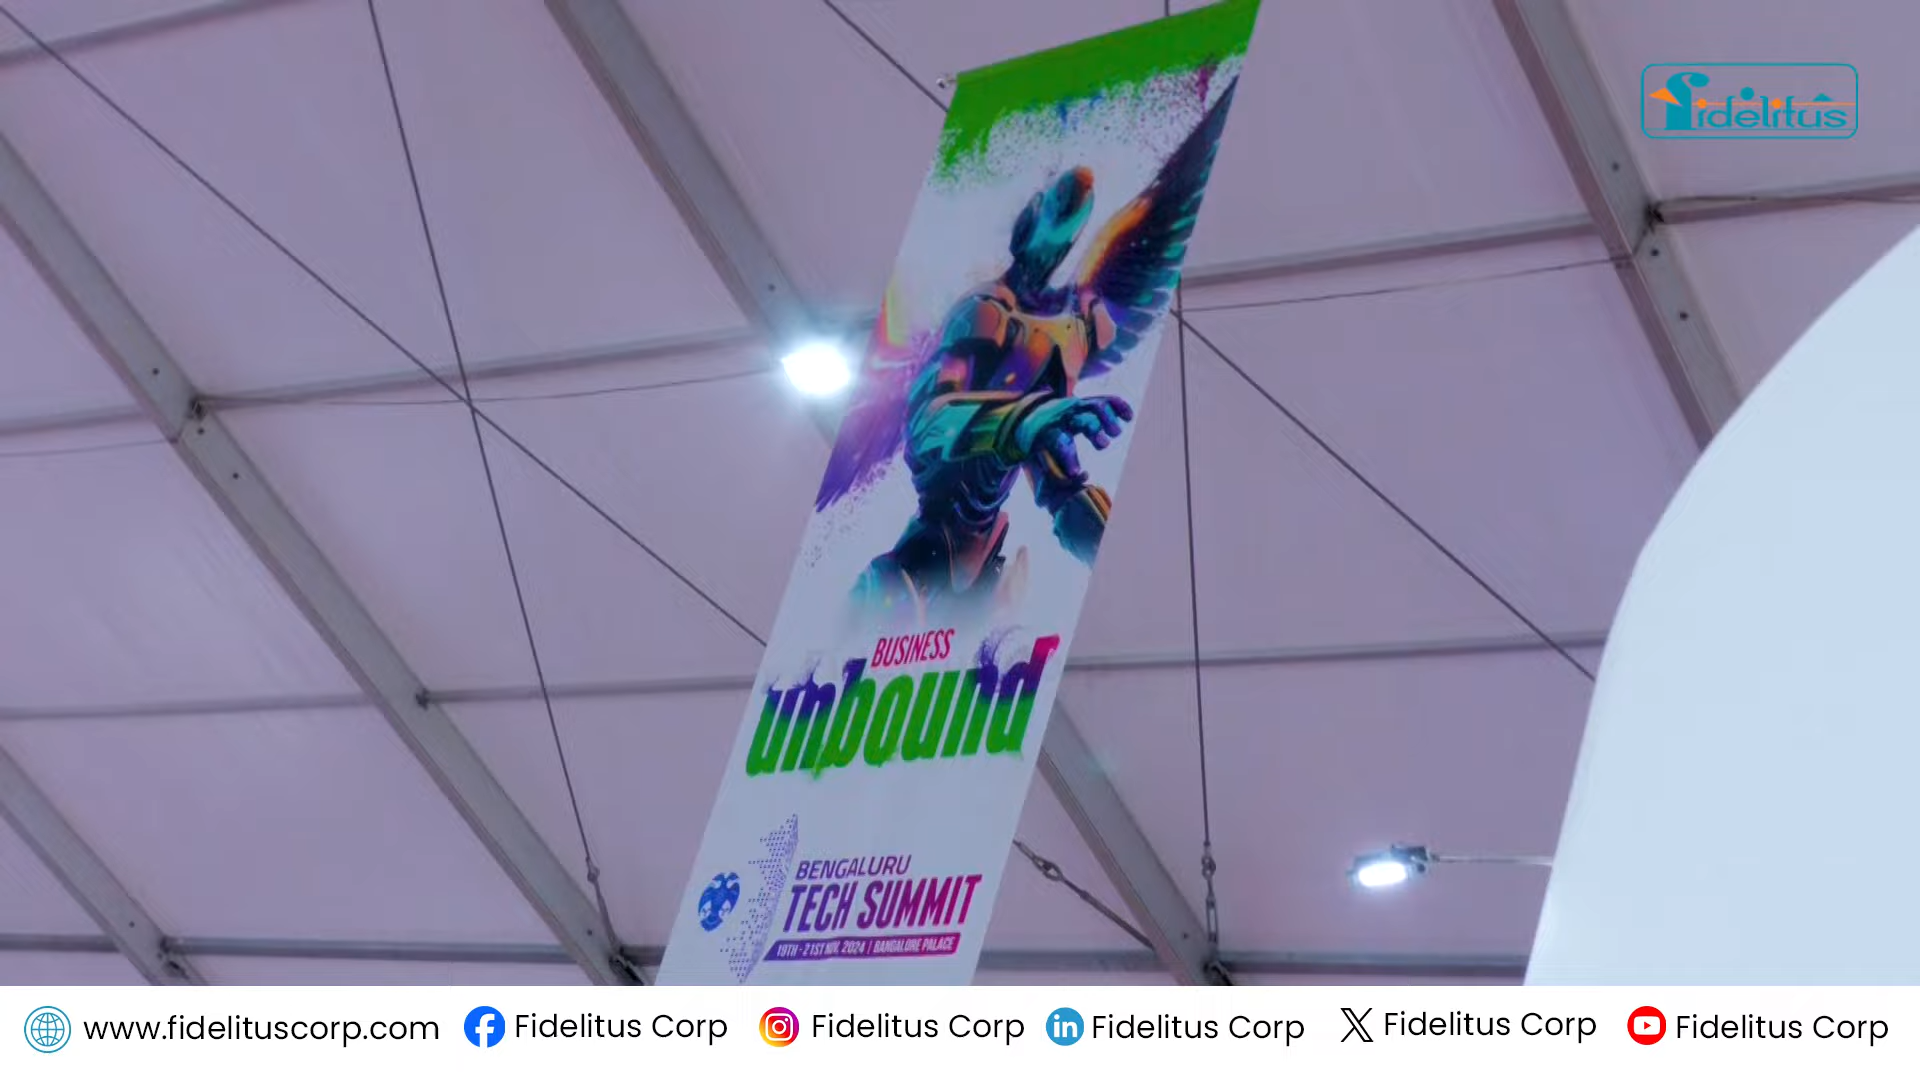 fidelitus
BUSINESS
unbound
BENGALURU
TECH SUMMIT
19TH - 21ST NOV, 2024 | BANGALORE PALACE
www.fidelituscorp.com
Fidelitus Corp
Fidelitus Corp
Fidelitus Corp
Fidelitus Corp
Fidelitus Corp